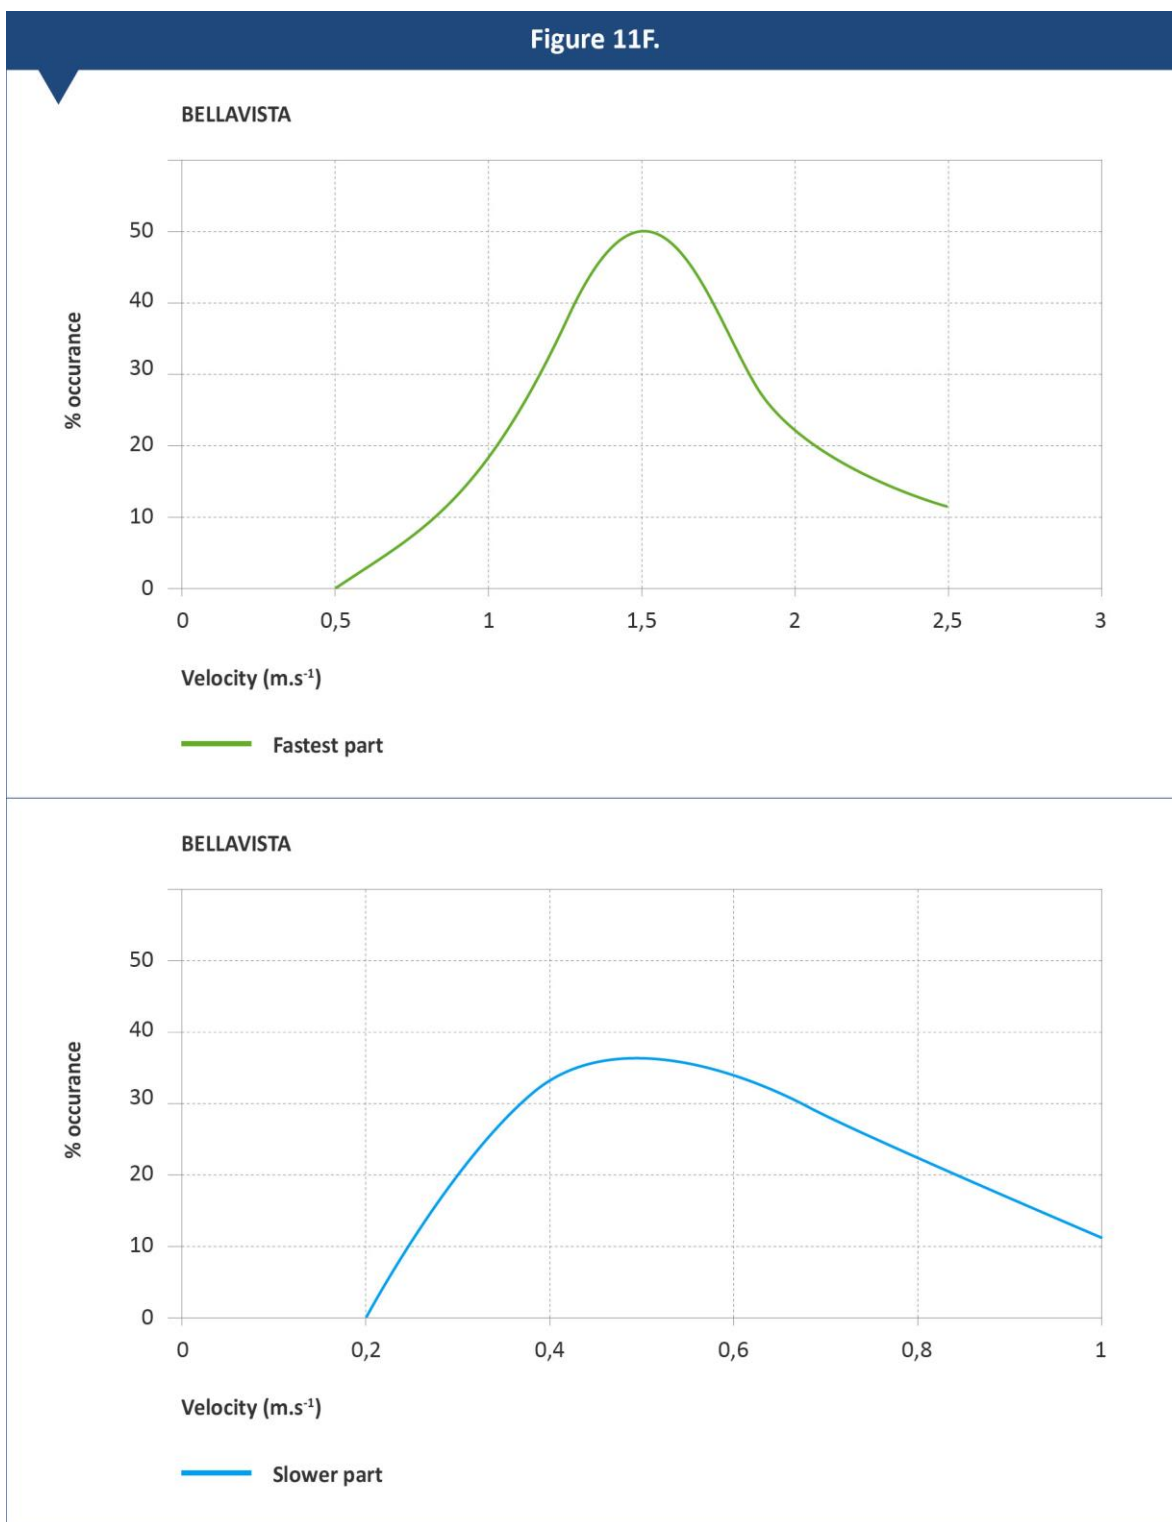 Figure 11F.
BELLAVISTA
50
40
30
20
10
0
% occurance
0 0,5 1 1,5 2 2,5 3
Velocity (m.s⁻¹)
Fastest part
BELLAVISTA
50
40
30
20
10
0
% occurance
0 0,2 0,4 0,6 0,8 1
Velocity (m.s⁻¹)
Slower part